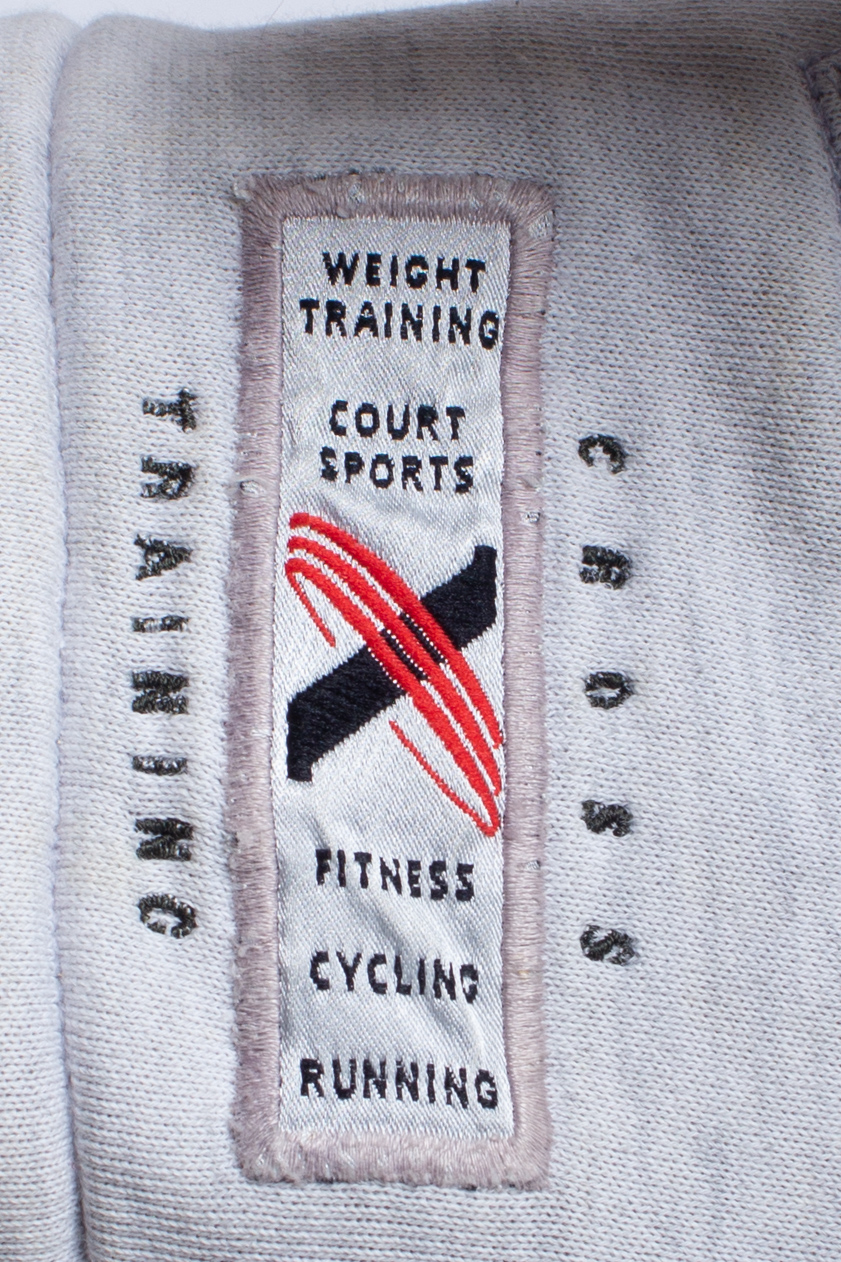 WEIGHT
TRAINING
COURT
SPORTS
FITNESS
CYCLING
RUNNING
CROSS
TRAINING